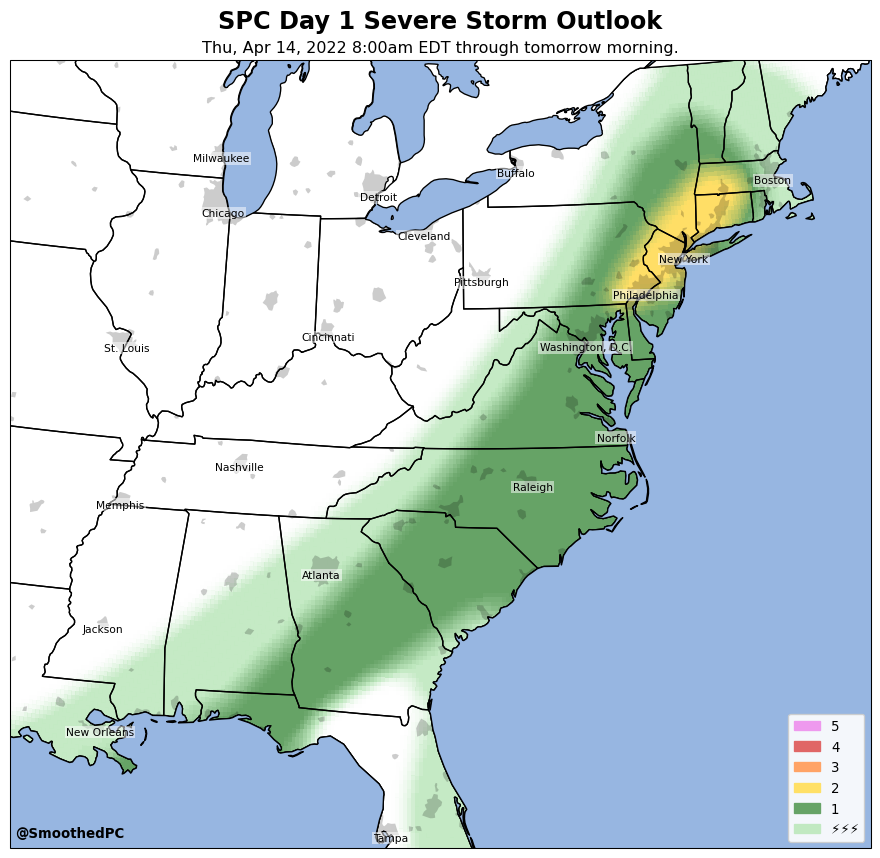 SPC Day 1 Severe Storm Outlook
Thu, Apr 14, 2022 8:00am EDT through tomorrow morning.
Milwaukee
Boston
Buffalo
Detroit
Chicago
Cleveland
New York
Pittsburgh
Philadelphia
Cincinnati
St. Louis
Washington, D.C.
Norfolk
Nashville
Raleigh
Memphis
Atlanta
Jackson
New Orleans
Tampa
5
4
3
2
1
⚡⚡⚡
@SmoothedPC